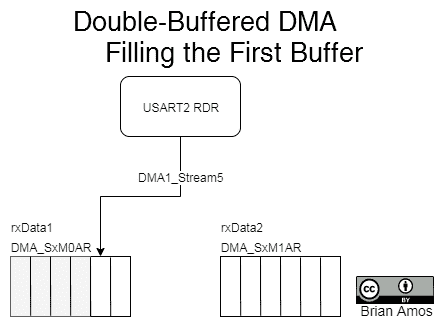 Double-Buffered DMA
Filling the First Buffer
USART2 RDR
DMA1_Stream5
rxData1
DMA_SxM0AR
rxData2
DMA_SxM1AR
cc
BY
Brian Amos